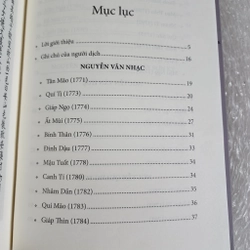 Mục lục
Lời giới thiệu 5
Ghi chú của người dịch 16
NGUYỄN VĂN NHẠC
Tân Mão (1771) 19
Quí Tị (1773) 20
Giáp Ngọ (1774) 24
Ất Mùi (1775) 27
Bính Thân (1776) 31
Đinh Dậu (1777)
Mậu Tuất (1778) 34
Canh Tí (1780) 34
Nhâm Dần (1782) 35
Quí Mão (1783) 36
Giáp Thìn (1784) 37